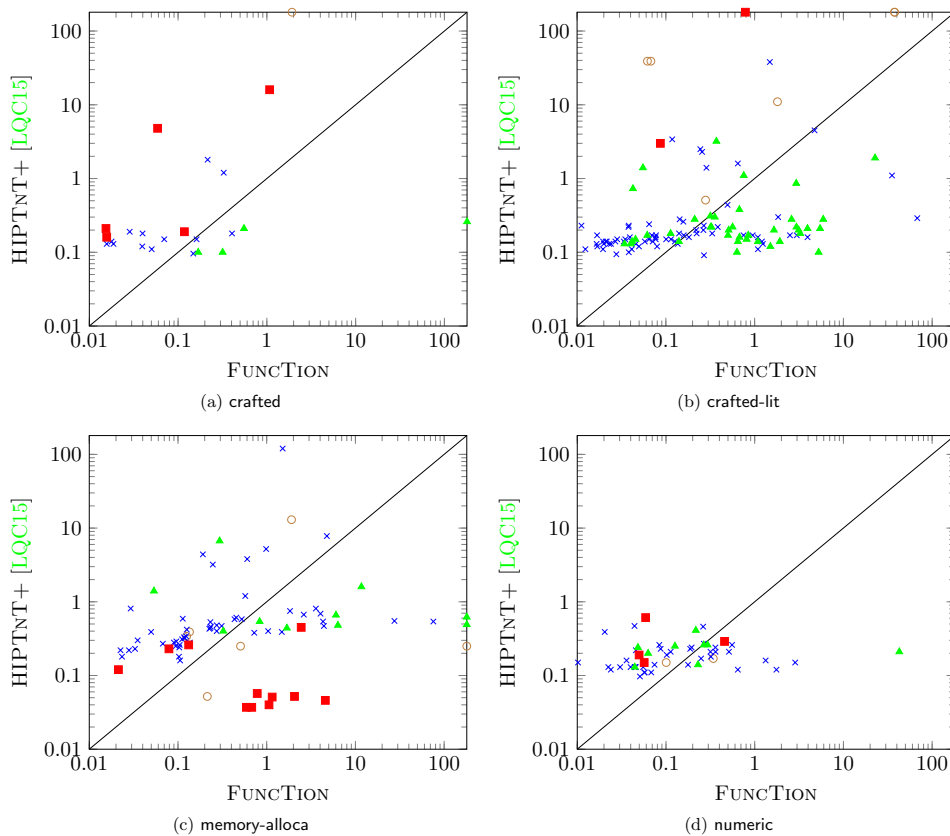 100
10
1
0.1
0.01
0.01 0.1 1 10 100
HIPTNT+ [LQC15]
FUNCTION
(a) crafted
100
10
1
0.1
0.01
0.01 0.1 1 10 100
HIPTNT+ [LQC15]
FUNCTION
(b) crafted-lit
100
10
1
0.1
0.01
0.01 0.1 1 10 100
HIPTNT+ [LQC15]
FUNCTION
(c) memory-alloca
100
10
1
0.1
0.01
0.01 0.1 1 10 100
HIPTNT+ [LQC15]
FUNCTION
(d) numeric